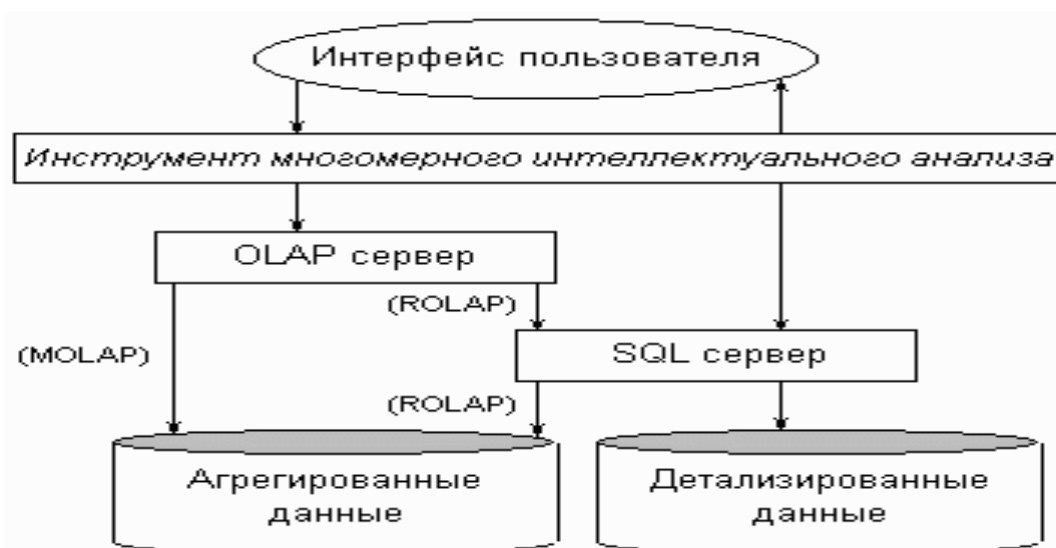 Интерфейс пользователя
Инструмент многомерного интеллектуального анализа
OLAP сервер
(ROLAP)
(MOLAP)
SQL сервер
(ROLAP)
Агрегированные
данные
Детализированные
данные